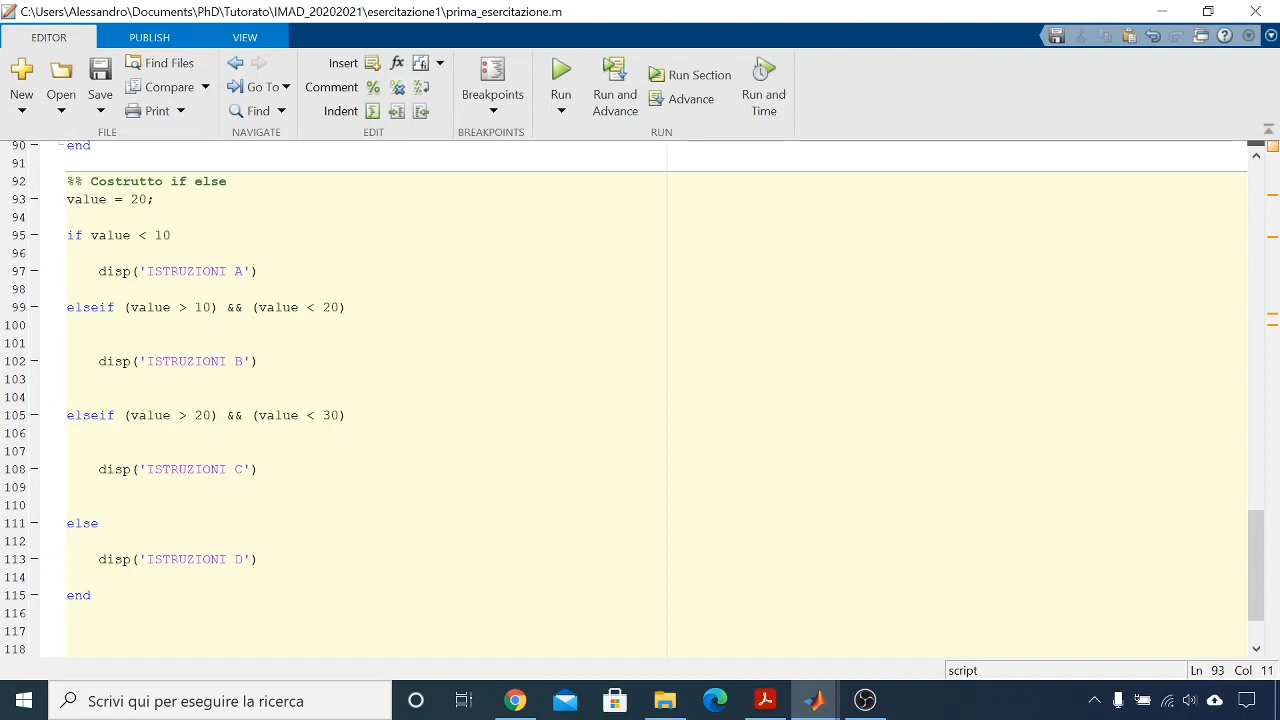 C:\Users\Alessandro\Documents\PhD\Tutorato\IMAD_20202021\esercitazione1\prima_esercitazione.m
EDITOR PUBLISH VIEW
New Open Save Find Files Compare Print
Go To Find
Insert fx
Comment
Indent
Breakpoints
Run Run and Advance Run Section Advance Run and Time
FILE NAVIGATE EDIT BREAKPOINTS RUN
90 end
91
92 %% Costrutto if else
93 value = 20;
94
95 if value < 10
96
97 disp('ISTRUZIONI A')
98
99 elseif (value > 10) && (value < 20)
100
101
102 disp('ISTRUZIONI B')
103
104
105 elseif (value > 20) && (value < 30)
106
107
108 disp('ISTRUZIONI C')
109
110
111 else
112
113 disp('ISTRUZIONI D')
114
115 end
116
117
118
script Ln 93 Col 11
Scrivi qui per eseguire la ricerca